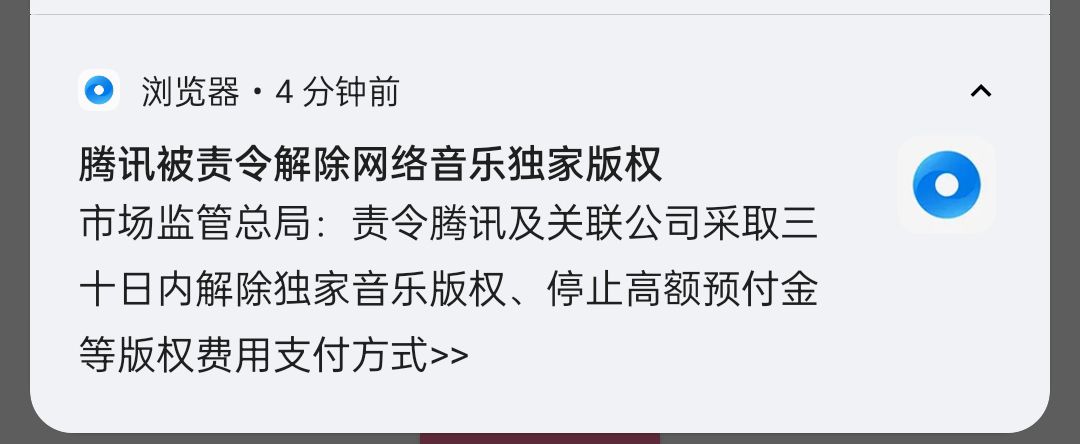 浏览器 • 4 分钟前
腾讯被责令解除网络音乐独家版权
市场监管总局：责令腾讯及关联公司采取三
十日内解除独家音乐版权、停止高额预付金
等版权费用支付方式>>